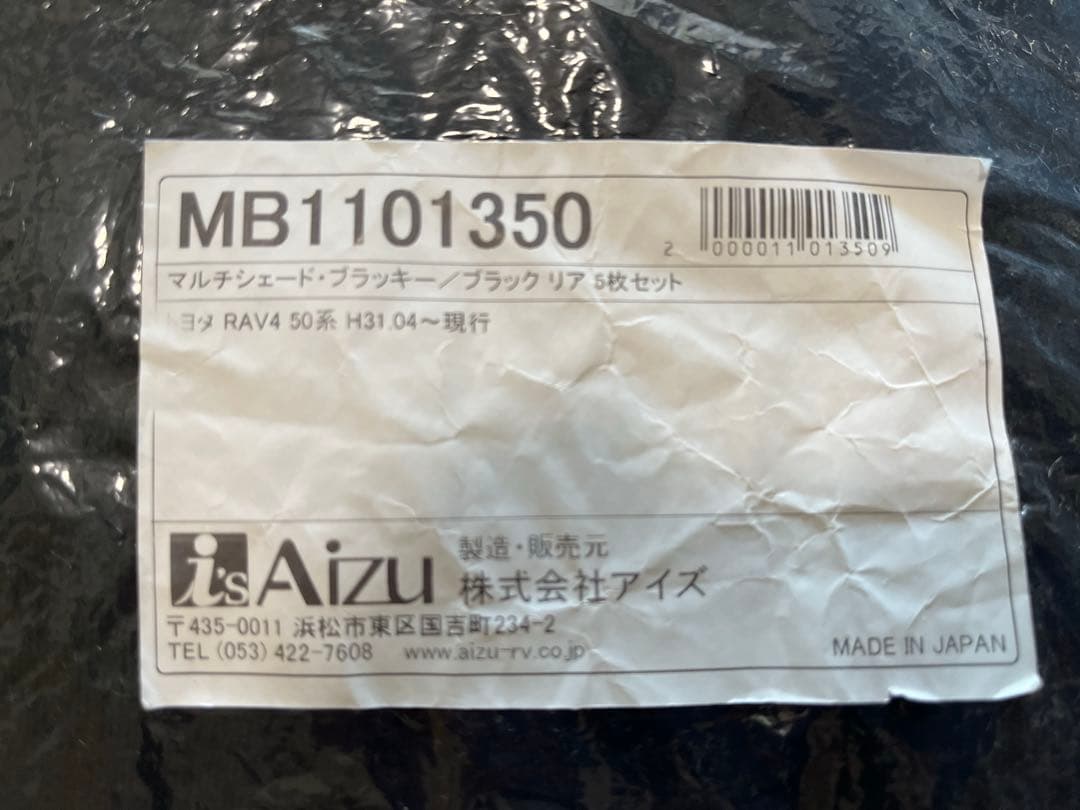 MB1101350
2 000011 013509
マルチシェード・ブラッキー／ブラック リア 5枚セット
トヨタ RAV4 50系 H31.04～現行
i's Aizu 製造・販売元
株式会社アイズ
〒435-0011 浜松市東区国吉町234-2
TEL (053) 422-7608 www.aizu-rv.co.jp
MADE IN JAPAN